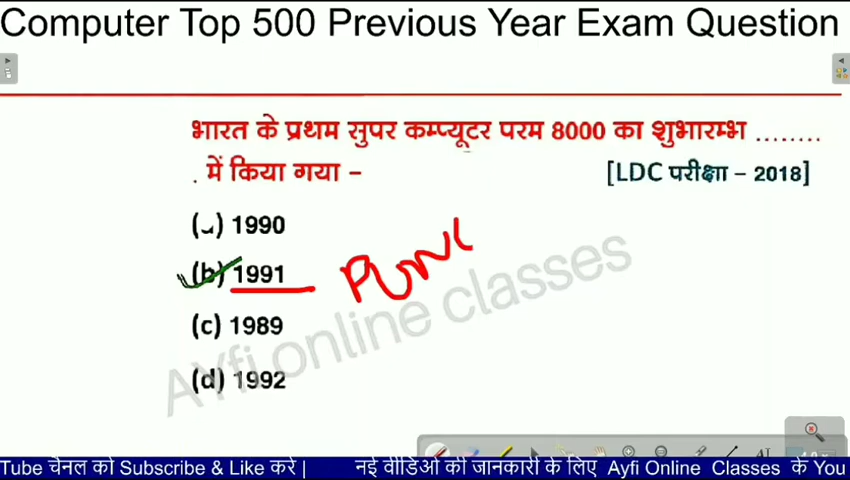 Computer Top 500 Previous Year Exam Question
भारत के प्रथम सुपर कम्प्यूटर परम 8000 का शुभारम्भ ........
. में किया गया –
[LDC परीक्षा – 2018]
(a) 1990
(b) 1991
PUNE
(c) 1989
(d) 1992
AYfi online classes
Tube चैनल को Subscribe & Like करे | नई वीडिओ की जानकारी के लिए Ayfi Online Classes के You